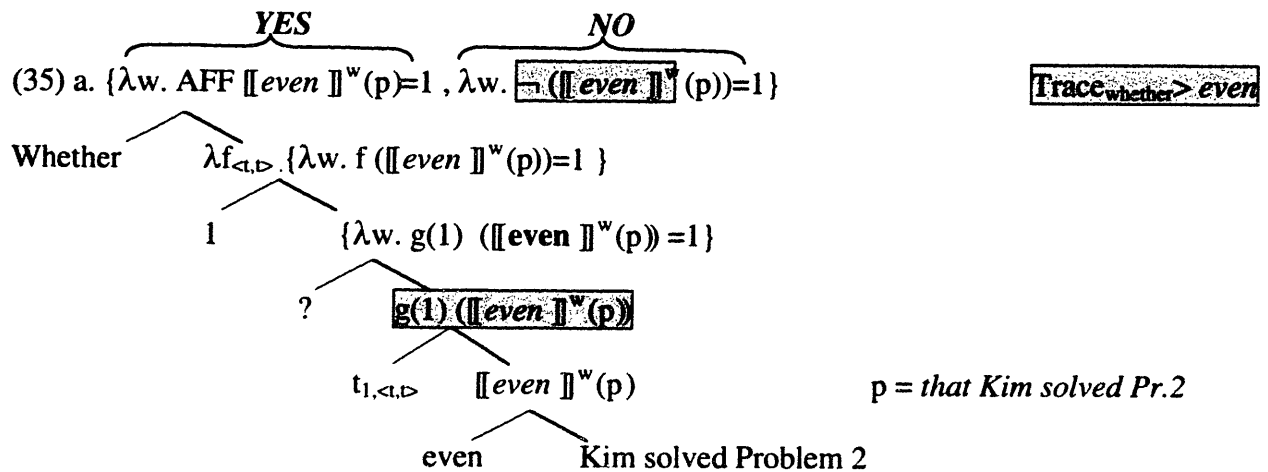 YES NO
(35) a. {λw. AFF ⟦even⟧ʷ(p)=1 , λw. ¬ (⟦even⟧ʷ (p))=1} Trace_whether> even
Whether λf<t,t>.{λw. f (⟦even⟧ʷ(p))=1 }
1 {λw. g(1) (⟦even⟧ʷ(p)) =1}
? g(1) (⟦even⟧ʷ(p))
t1,<t,t> ⟦even⟧ʷ(p) p = that Kim solved Pr.2
even Kim solved Problem 2